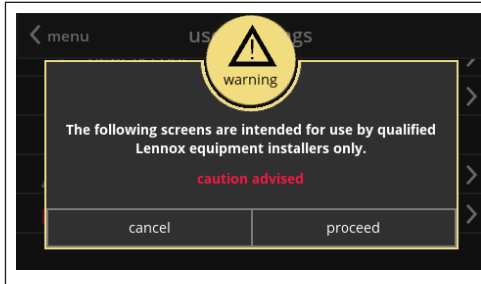 menu
warning
The following screens are intended for use by qualified
Lennox equipment installers only.
caution advised
cancel
proceed